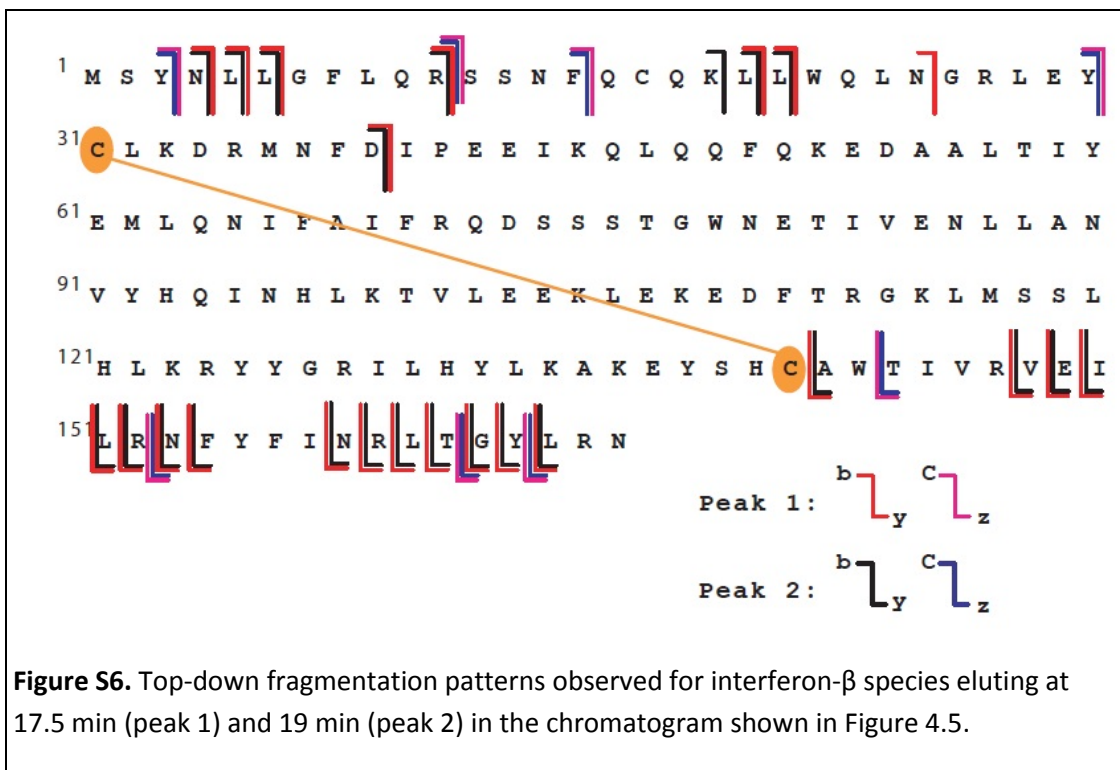 1 M S Y N L L G F L Q R S S N F Q C Q K L L W Q L N G R L E Y
31 C L K D R M N F D I P E E I K Q L Q Q F Q K E D A A L T I Y
61 E M L Q N I F A I F R Q D S S S T G W N E T I V E N L L A N
91 V Y H Q I N H L K T V L E E K L E K E D F T R G K L M S S L
121 H L K R Y Y G R I L H Y L K A K E Y S H C A W T I V R V E I
151 L R N F Y F I N R L T G Y L R N
Peak 1: b y C z
Peak 2: b y C z
Figure S6. Top-down fragmentation patterns observed for interferon-β species eluting at
17.5 min (peak 1) and 19 min (peak 2) in the chromatogram shown in Figure 4.5.